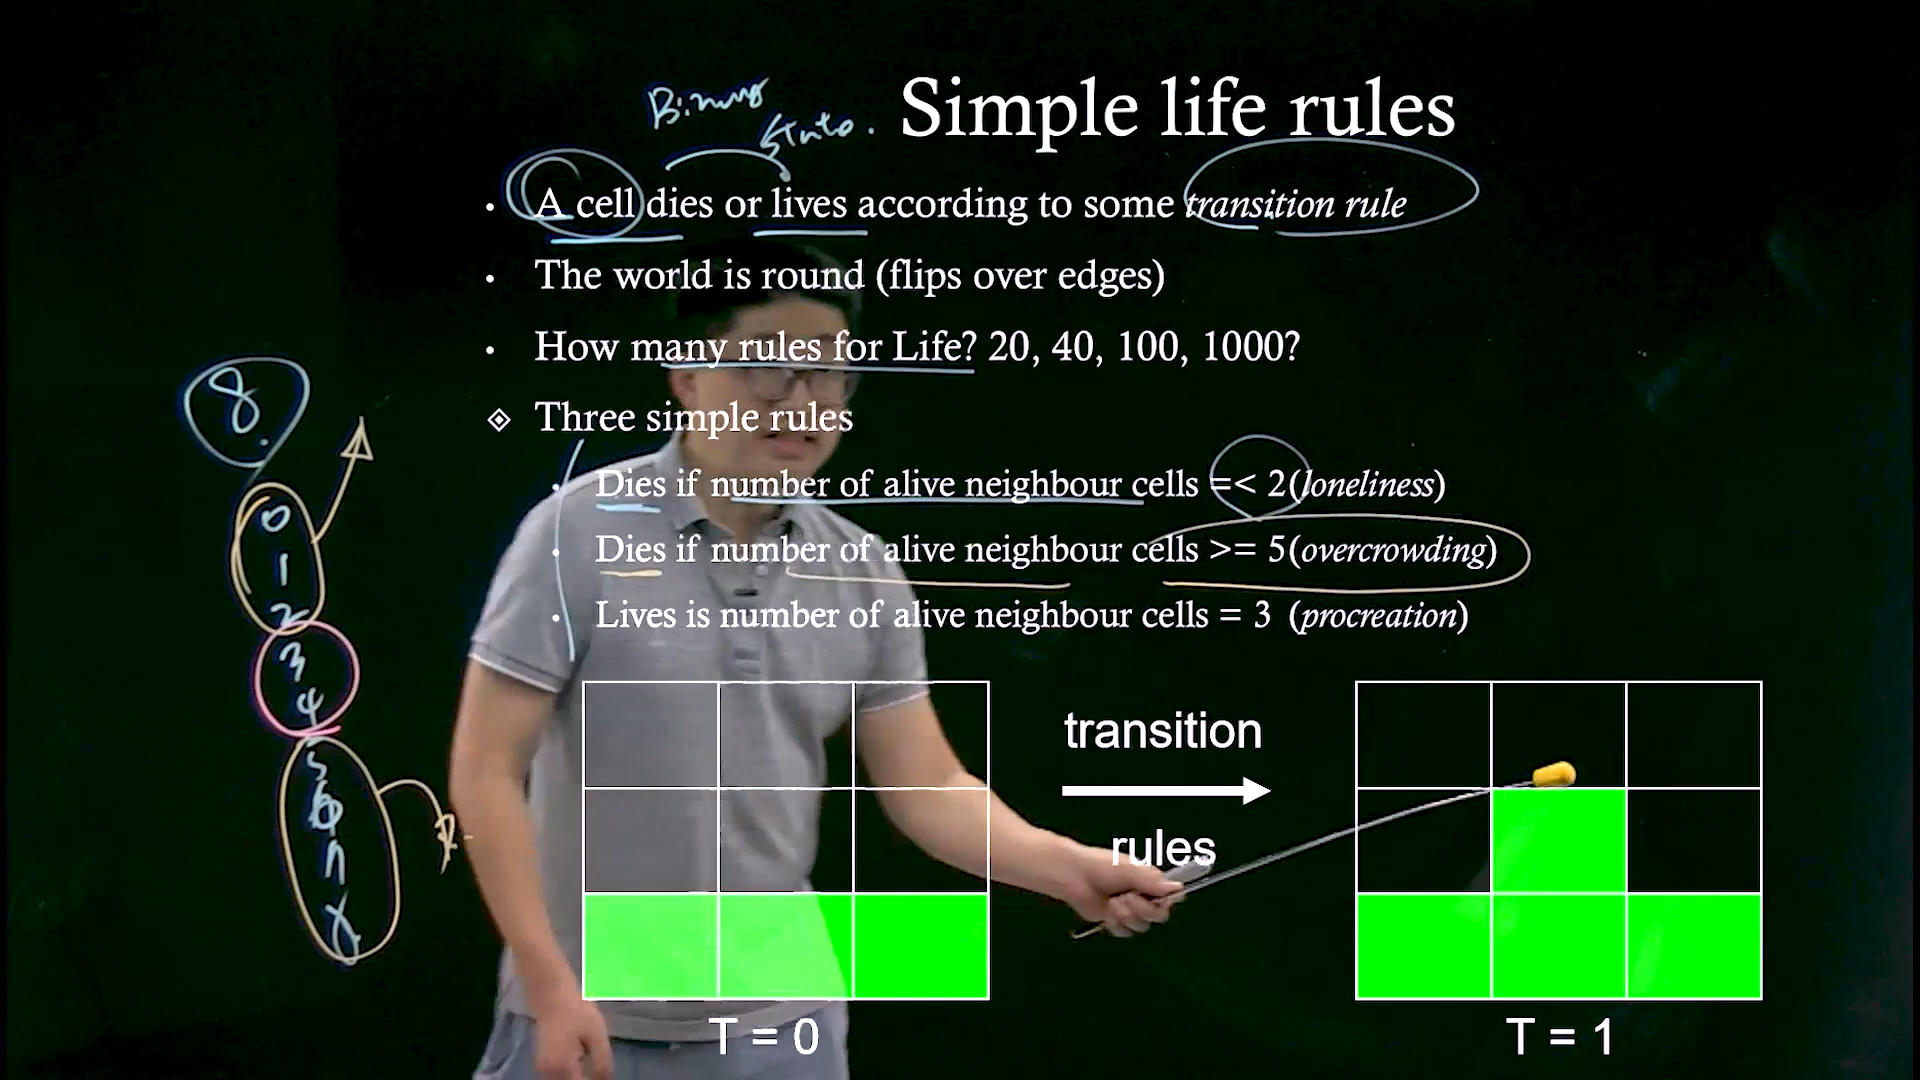 Simple life rules
Binary
State.
• A cell dies or lives according to some transition rule
• The world is round (flips over edges)
• How many rules for Life? 20, 40, 100, 1000?
Three simple rules
• Dies if number of alive neighbour cells =< 2(loneliness)
• Dies if number of alive neighbour cells >= 5(overcrowding)
• Lives is number of alive neighbour cells = 3 (procreation)
8.
0
1
2
3
4
5
6
transition
rules
T = 0
T = 1